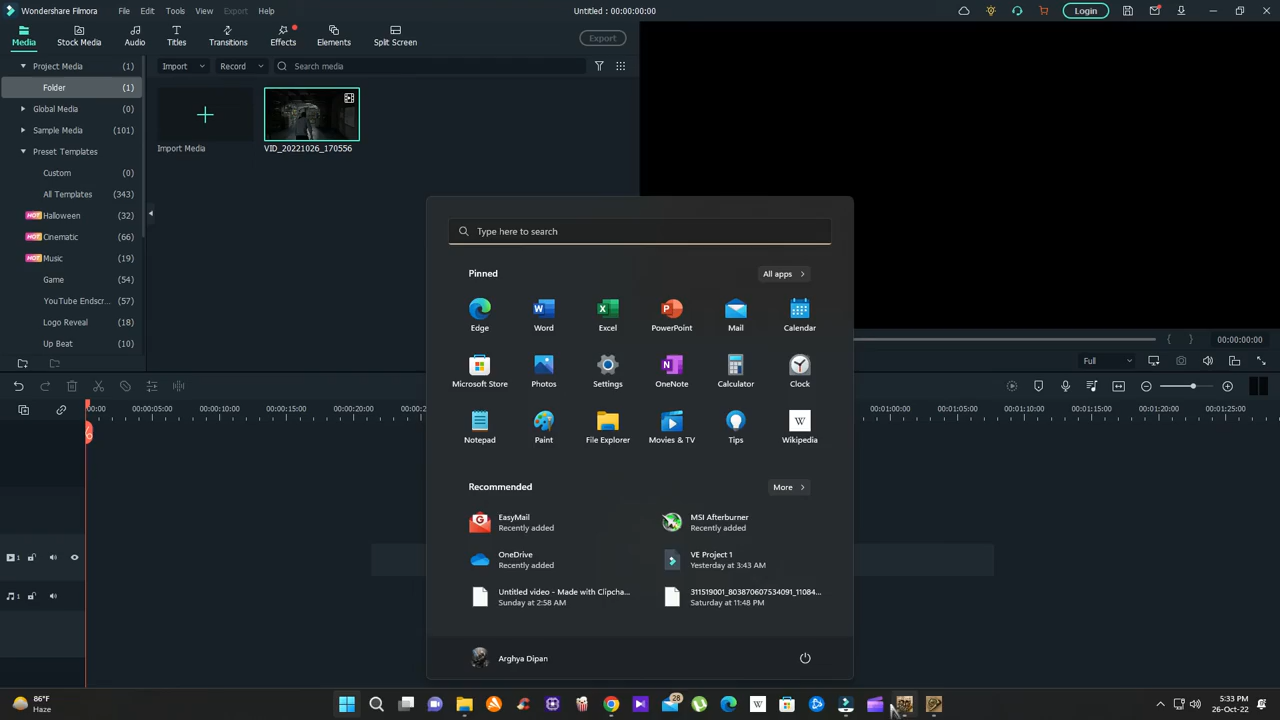 Wondershare Filmora File Edit Tools View Export Help Untitled : 00:00:00:00 Login
Media Stock Media Audio Titles Transitions Effects Elements Split Screen Export
Project Media (1)
Folder (1)
Global Media (0)
Sample Media (101)
Preset Templates
Custom (0)
All Templates (343)
HOT Halloween (32)
HOT Cinematic (66)
HOT Music (19)
Game (54)
YouTube Endscr... (57)
Logo Reveal (18)
Up Beat (10)
Import Record Search media
Import Media VID_20221026_170556
00:00:00:00
Full
00:00 00:00:05:00 00:00:10:00 00:00:15:00 00:00:20:00 00:00:2
00:01:00:00 00:01:05:00 00:01:10:00 00:01:15:00 00:01:20:00 00:01:25:00
1
1
Type here to search
Pinned All apps
Edge Word Excel PowerPoint Mail Calendar
Microsoft Store Photos Settings OneNote Calculator Clock
W
Notepad Paint File Explorer Movies & TV Tips Wikipedia
Recommended More
EasyMail
Recently added
MSI Afterburner
Recently added
OneDrive
Recently added
VE Project 1
Yesterday at 3:43 AM
Untitled video - Made with Clipcha...
Sunday at 2:58 AM
311519001_803870607534091_11084...
Saturday at 11:48 PM
Arghya Dipan
86°F
Haze
28
W
5:33 PM
26-Oct-22